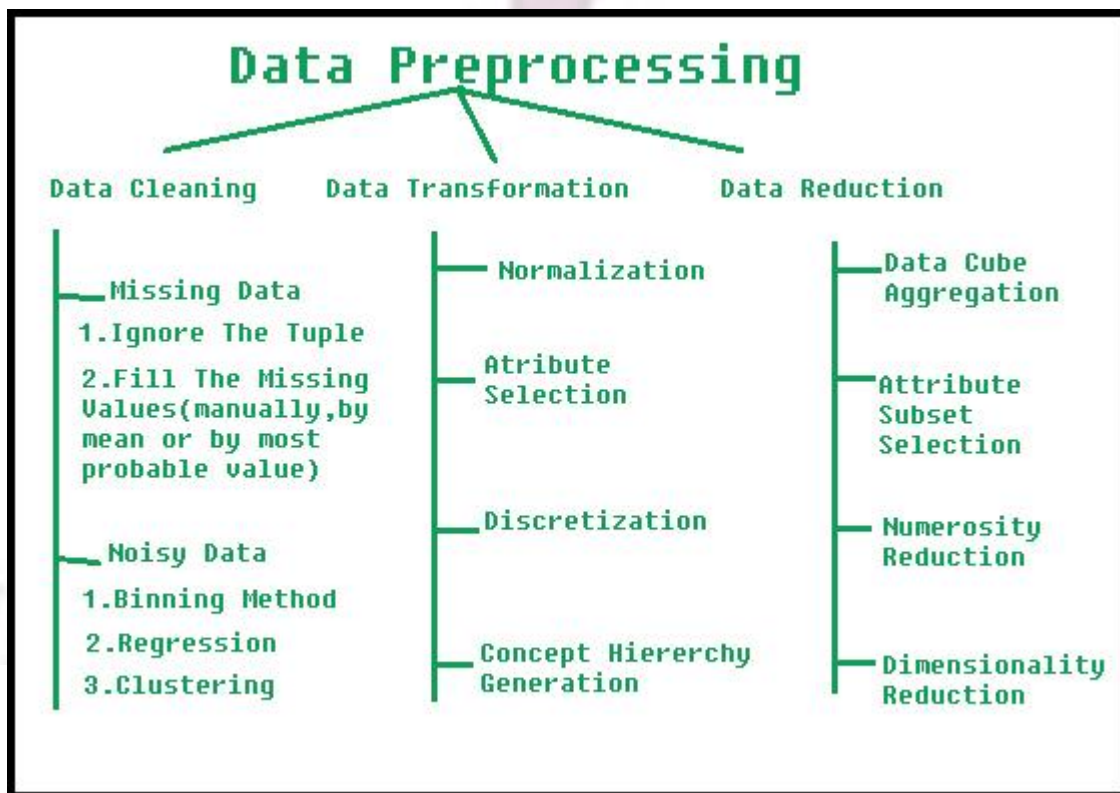 Data Preprocessing
Data Cleaning
Missing Data
1.Ignore The Tuple
2.Fill The Missing
Values(manually,by
mean or by most
probable value)
Noisy Data
1.Binning Method
2.Regression
3.Clustering
Data Transformation
Normalization
Atribute
Selection
Discretization
Concept Hiererchy
Generation
Data Reduction
Data Cube
Aggregation
Attribute
Subset
Selection
Numerosity
Reduction
Dimensionality
Reduction